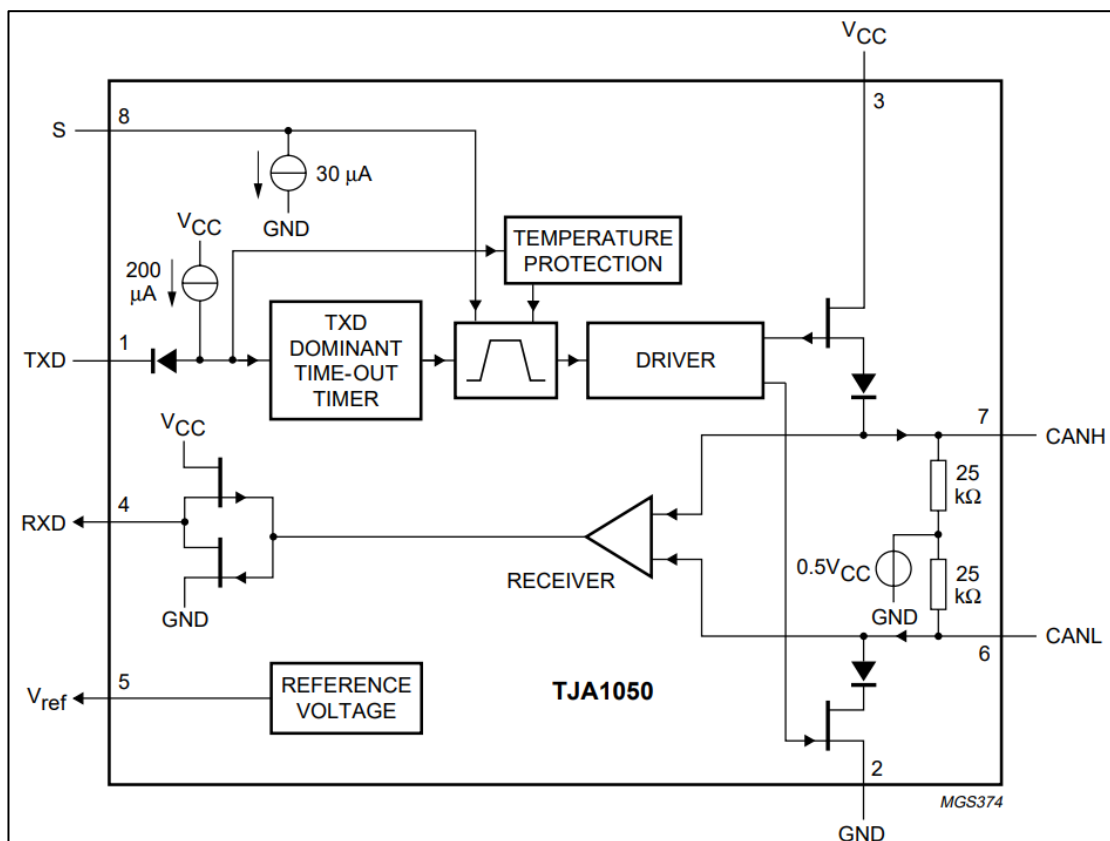 VCC
3
8
S
30 µA
GND
VCC
200
µA
TEMPERATURE
PROTECTION
1
TXD
TXD
DOMINANT
TIME-OUT
TIMER
DRIVER
7
CANH
VCC
4
RXD
GND
RECEIVER
25
kΩ
0.5VCC
GND
25
kΩ
CANL
6
5
Vref
REFERENCE
VOLTAGE
TJA1050
2
MGS374
GND